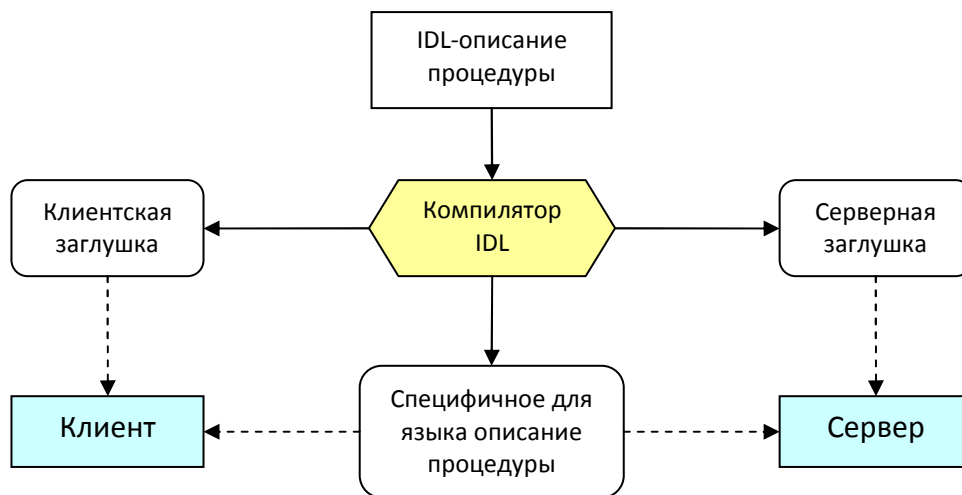 IDL-описание
процедуры
Клиентская
заглушка
Компилятор
IDL
Серверная
заглушка
Клиент
Специфичное для
языка описание
процедуры
Сервер